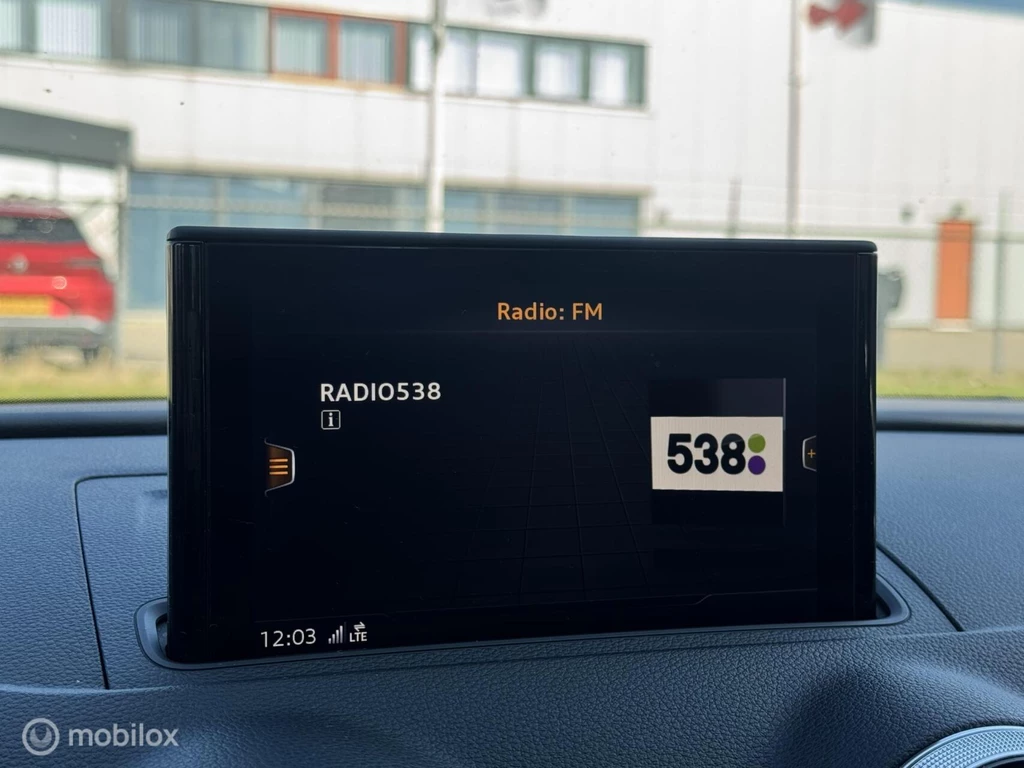 Radio: FM
RADIO538
i
538
+
12:03 LTE
mobilox